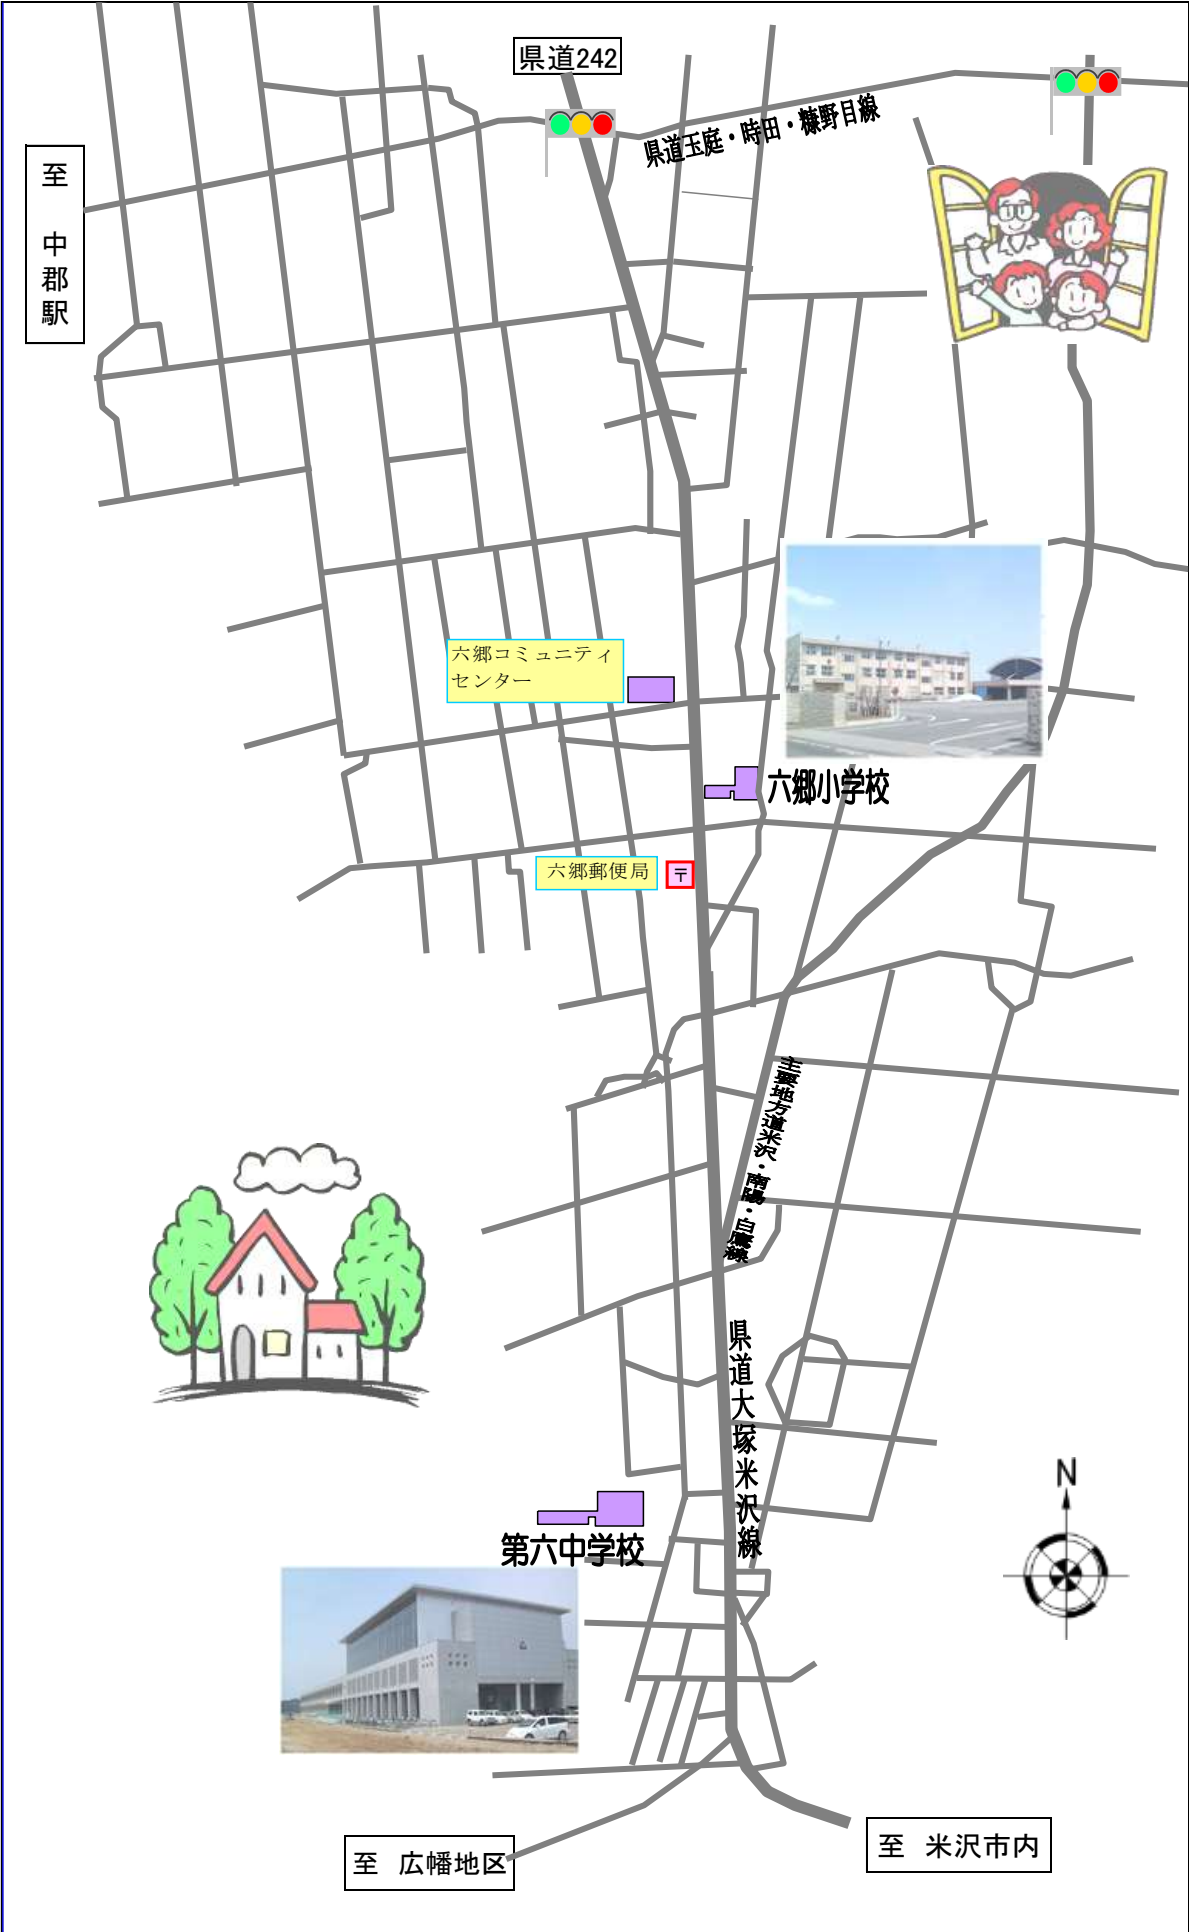 県道242
県道玉庭・時田・糠野目線
至 中郡駅
六郷コミュニティ
センター
六郷小学校
六郷郵便局
〒
主要地方道米沢・南陽・白鷹線
県道大塚米沢線
N
第六中学校
至 広幡地区
至 米沢市内